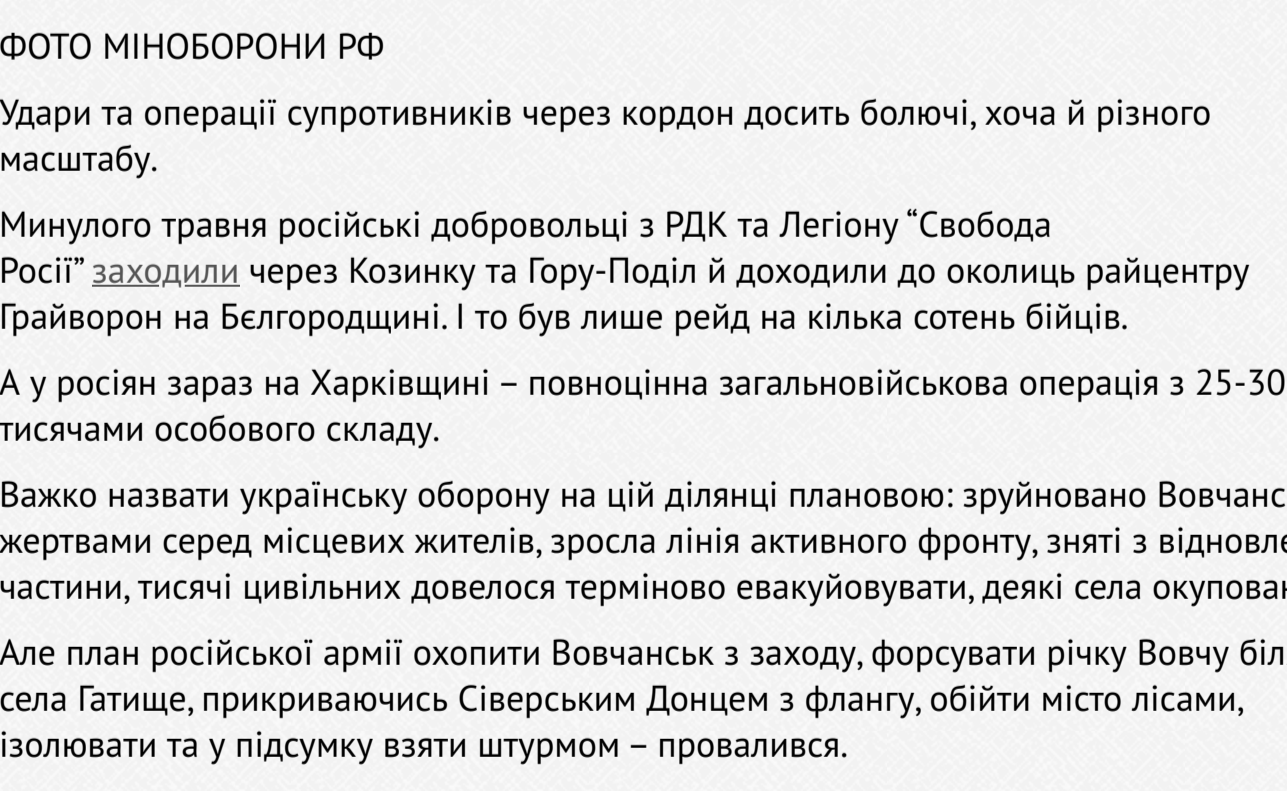 ФОТО МІНОБОРОНИ РФ
Удари та операції супротивників через кордон досить болючі, хоча й різного
масштабу.
Минулого травня російські добровольці з РДК та Легіону “Свобода
Росії” заходили через Козинку та Гору-Поділ й доходили до околиць райцентру
Грайворон на Бєлгородщині. І то був лише рейд на кілька сотень бійців.
А у росіян зараз на Харківщині – повноцінна загальновійськова операція з 25-30
тисячами особового складу.
Важко назвати українську оборону на цій ділянці плановою: зруйновано
жертвами серед місцевих жителів, зросла лінія активного фронту, зняті з
частини, тисячі цивільних довелося терміново евакуйовувати, деякі села
Але план російської армії охопити Вовчанськ з заходу, форсувати річку Вовчу
села Гатище, прикриваючись Сіверським Донцем з флангу, обійти місто лісами,
ізолювати та у підсумку взяти штурмом – провалився.